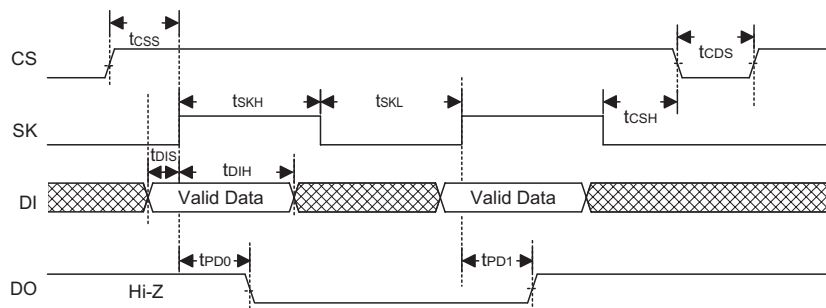 tCSS
tCDS
CS
tSKH
tSKL
tCSH
SK
tDIS
tDIH
DI
Valid Data
Valid Data
tPD0
tPD1
DO
Hi-Z